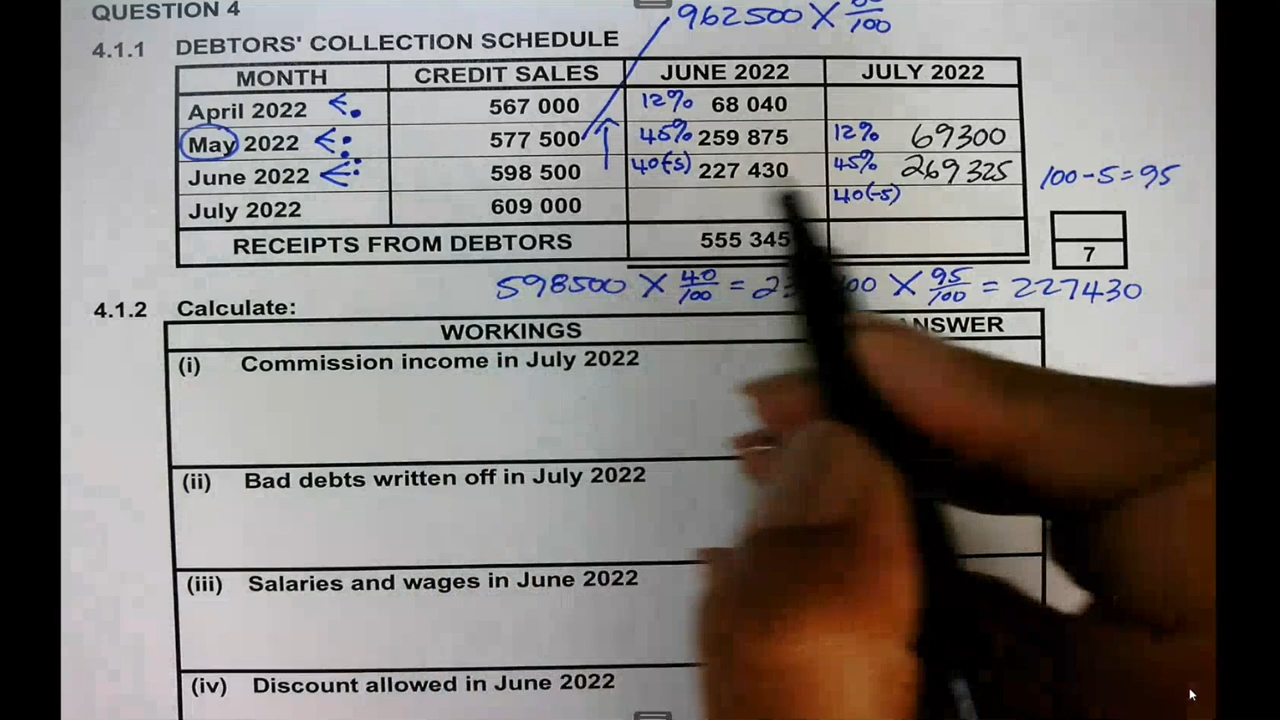 QUESTION 4
962500 × /100
4.1.1 DEBTORS' COLLECTION SCHEDULE
MONTH CREDIT SALES JUNE 2022 JULY 2022
April 2022 567 000 12% 68 040
May 2022 577 500 45% 259 875 12% 69300
June 2022 598 500 40(-5) 227 430 45% 269325 100-5=95
July 2022 609 000 40(-5)
RECEIPTS FROM DEBTORS 555 345
7
598500 × 40/100 = × 95/100 = 227430
4.1.2 Calculate:
WORKINGS ANSWER
(i) Commission income in July 2022
(ii) Bad debts written off in July 2022
(iii) Salaries and wages in June 2022
(iv) Discount allowed in June 2022